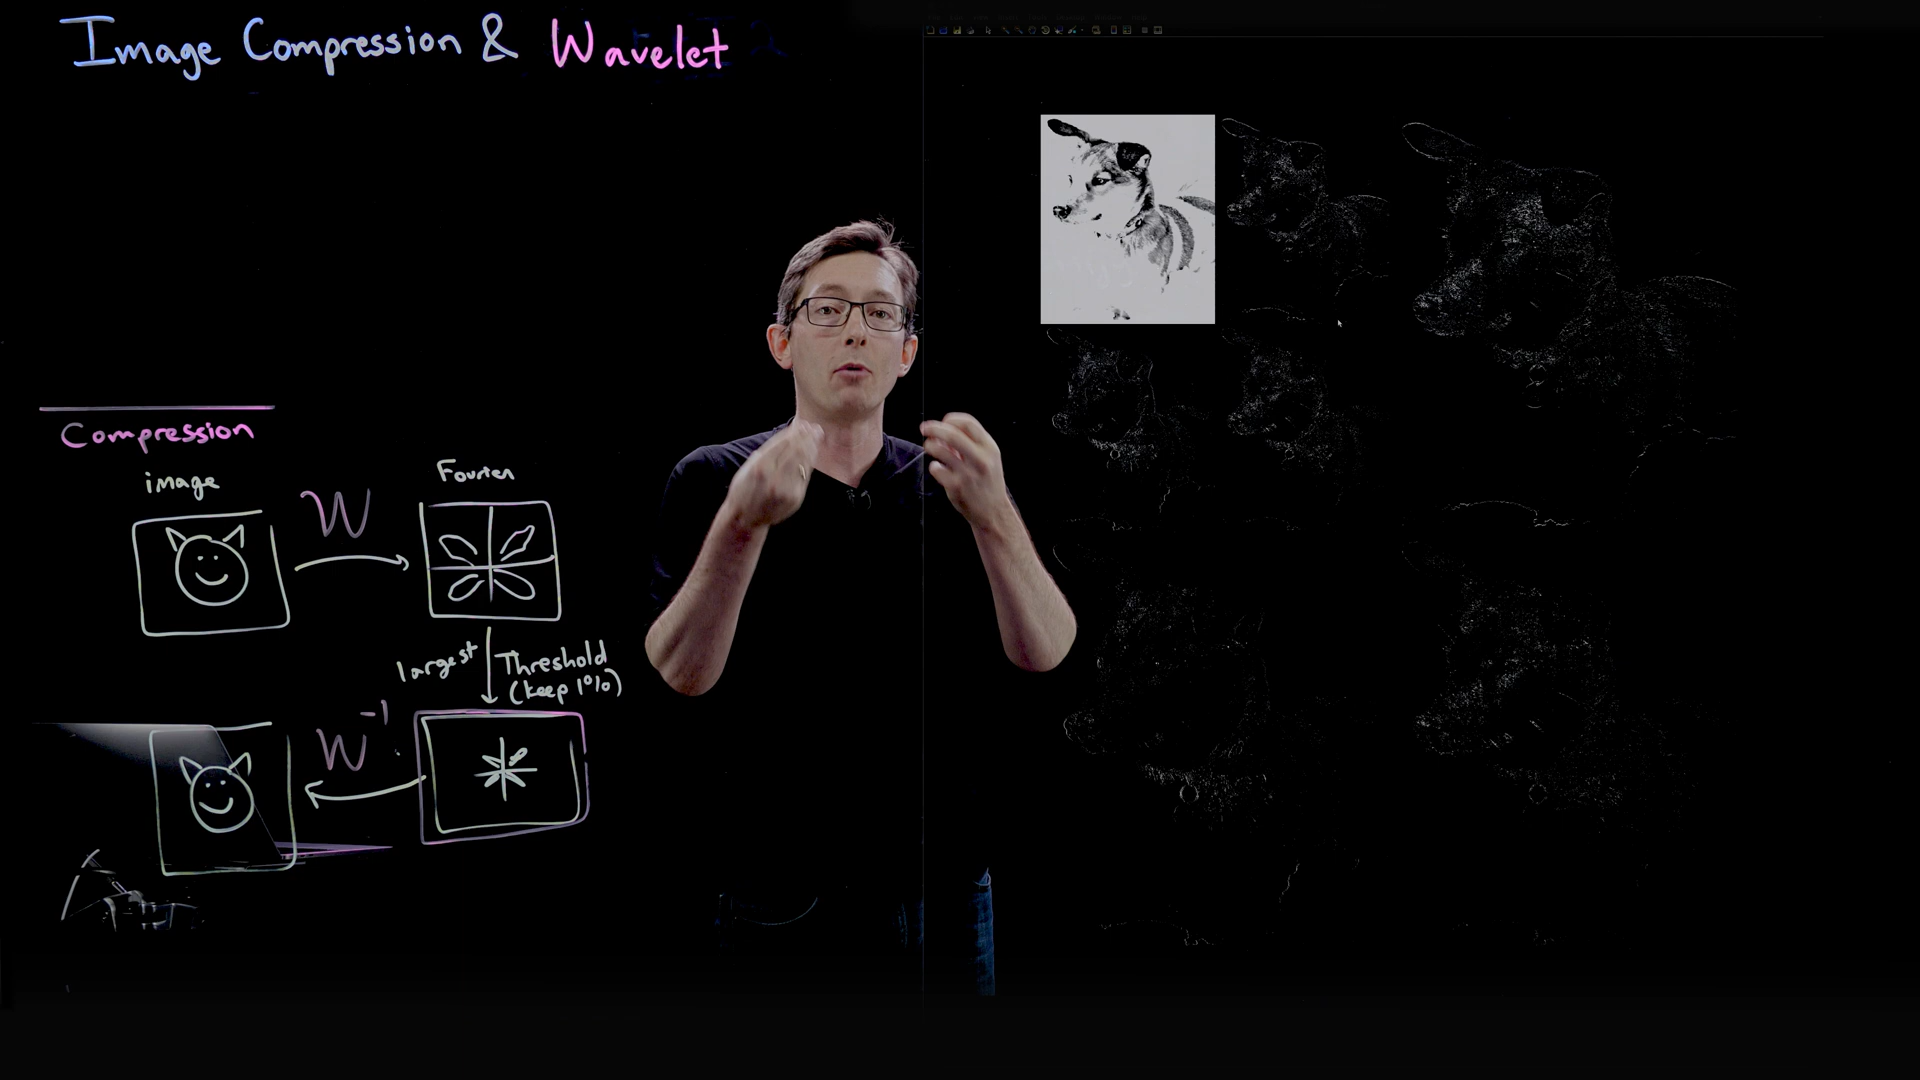 Image Compression & Wavelet
Compression
image
W
Fourier
largest
Threshold
(keep 1%)
W⁻¹